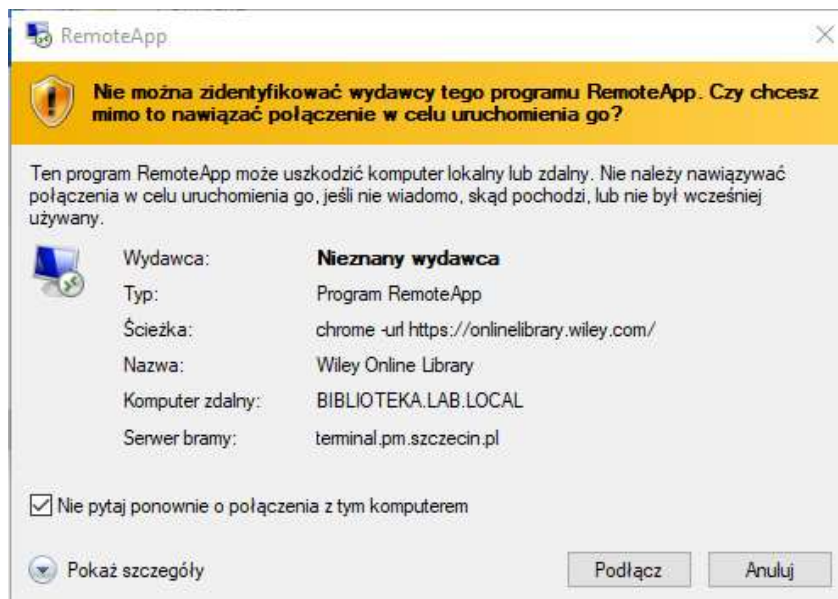 RemoteApp
Nie można zidentyfikować wydawcy tego programu RemoteApp. Czy chcesz
mimo to nawiązać połączenie w celu uruchomienia go?
Ten program RemoteApp może uszkodzić komputer lokalny lub zdalny. Nie należy nawiązywać
połączenia w celu uruchomienia go, jeśli nie wiadomo, skąd pochodzi, lub nie był wcześniej
używany.
Wydawca: Nieznany wydawca
Typ: Program RemoteApp
Ścieżka: chrome -url https://onlinelibrary.wiley.com/
Nazwa: Wiley Online Library
Komputer zdalny: BIBLIOTEKA.LAB.LOCAL
Serwer bramy: terminal.pm.szczecin.pl
Nie pytaj ponownie o połączenia z tym komputerem
Pokaż szczegóły Podłącz Anuluj